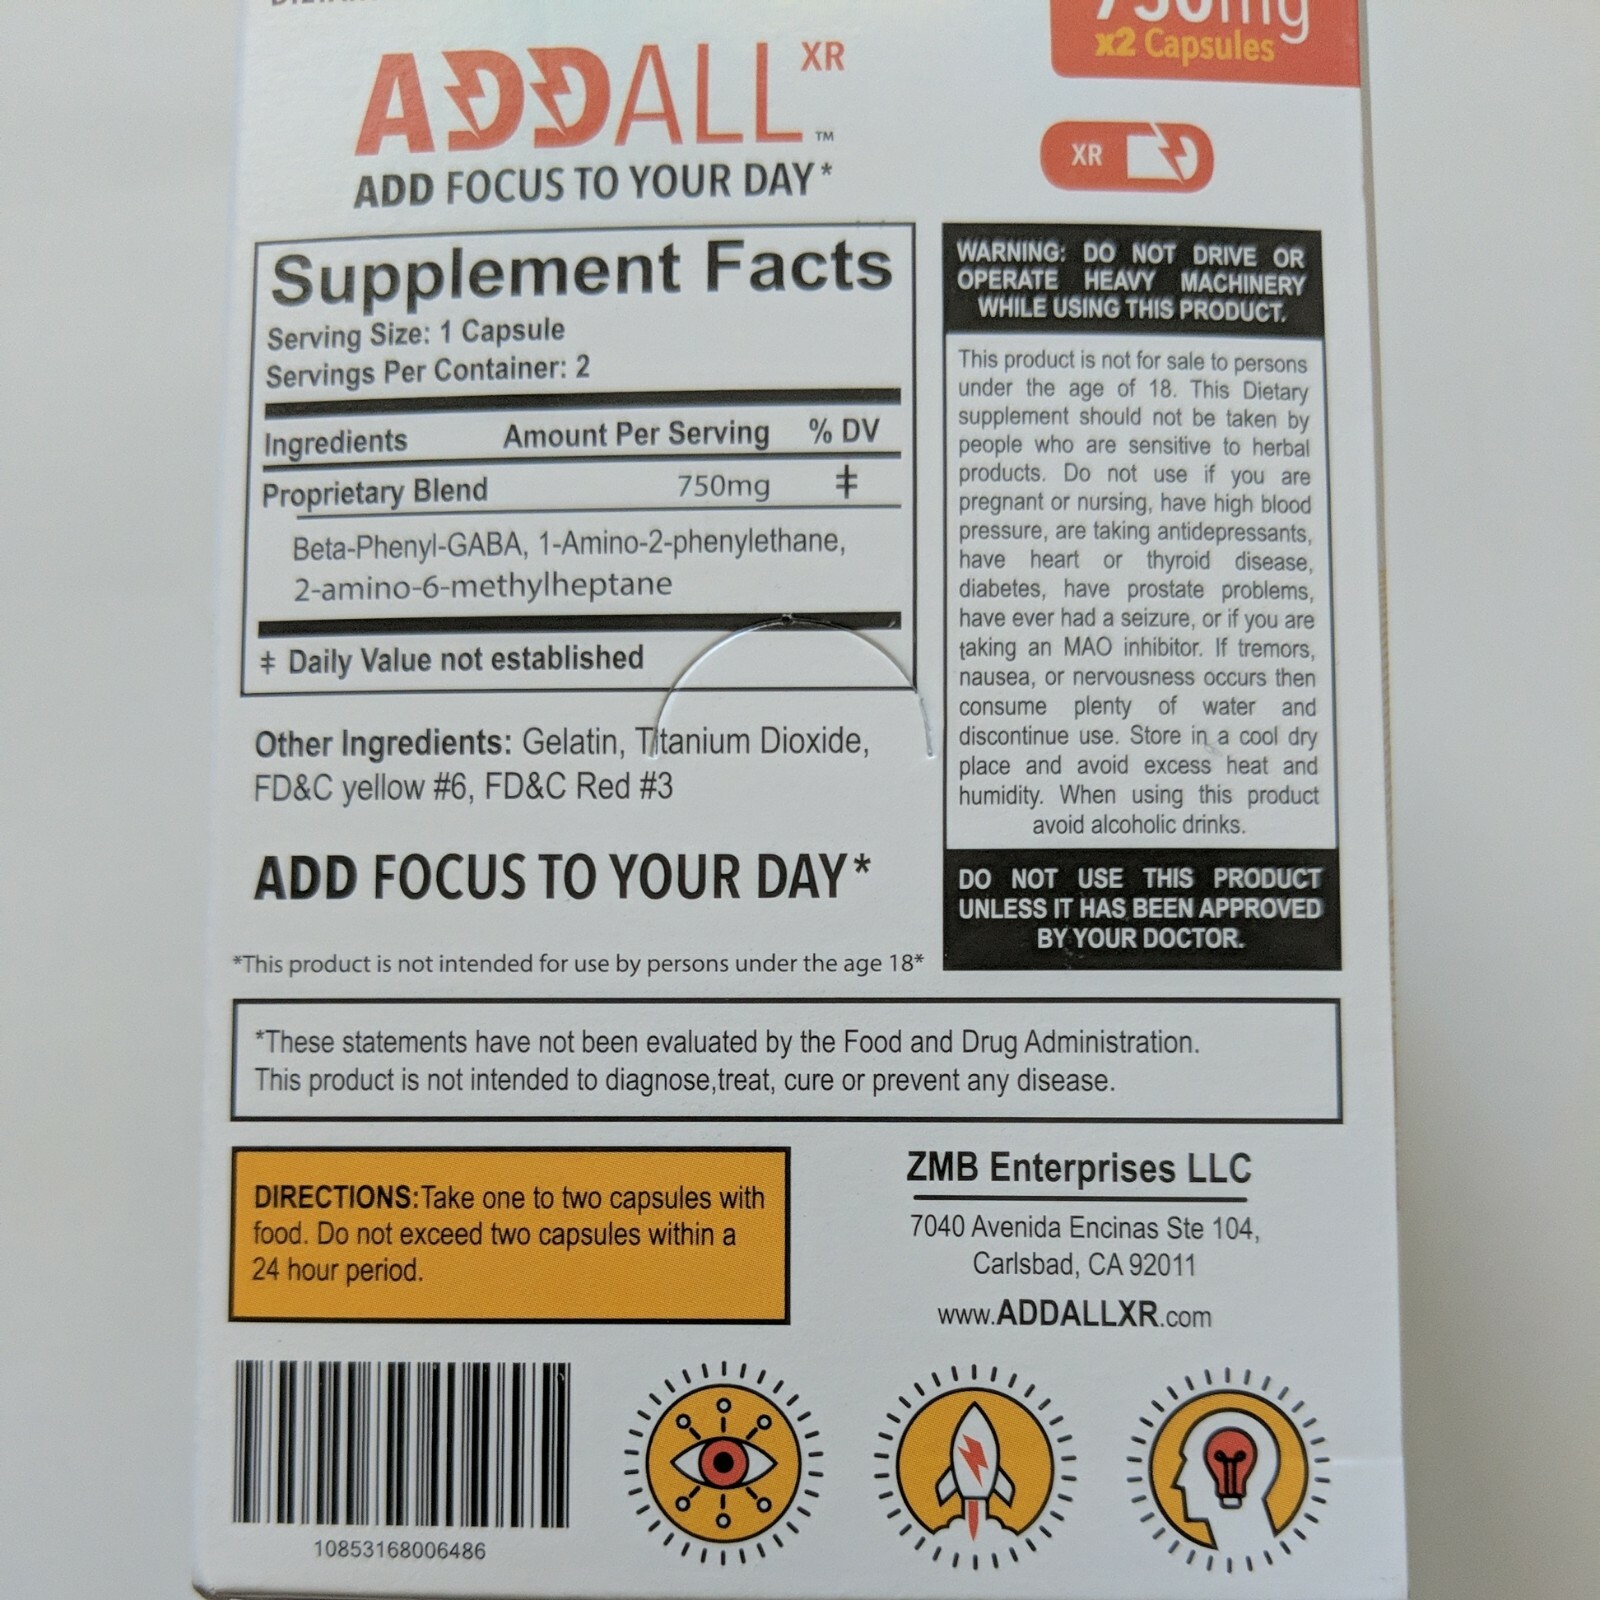 750mg
x2 Capsules
ADDALL XR
™
ADD FOCUS TO YOUR DAY*
XR
Supplement Facts
Serving Size: 1 Capsule
Servings Per Container: 2
Ingredients Amount Per Serving % DV
Proprietary Blend 750mg ‡
Beta-Phenyl-GABA, 1-Amino-2-phenylethane,
2-amino-6-methylheptane
‡ Daily Value not established
Other Ingredients: Gelatin, Titanium Dioxide,
FD&C yellow #6, FD&C Red #3
ADD FOCUS TO YOUR DAY*
*This product is not intended for use by persons under the age 18*
WARNING: DO NOT DRIVE OR
OPERATE HEAVY MACHINERY
WHILE USING THIS PRODUCT.
This product is not for sale to persons
under the age of 18. This Dietary
supplement should not be taken by
people who are sensitive to herbal
products. Do not use if you are
pregnant or nursing, have high blood
pressure, are taking antidepressants,
have heart or thyroid disease,
diabetes, have prostate problems,
have ever had a seizure, or if you are
taking an MAO inhibitor. If tremors,
nausea, or nervousness occurs then
consume plenty of water and
discontinue use. Store in a cool dry
place and avoid excess heat and
humidity. When using this product
avoid alcoholic drinks.
DO NOT USE THIS PRODUCT
UNLESS IT HAS BEEN APPROVED
BY YOUR DOCTOR.
*These statements have not been evaluated by the Food and Drug Administration.
This product is not intended to diagnose,treat, cure or prevent any disease.
DIRECTIONS:Take one to two capsules with
food. Do not exceed two capsules within a
24 hour period.
ZMB Enterprises LLC
7040 Avenida Encinas Ste 104,
Carlsbad, CA 92011
www.ADDALLXR.com
10853168006486